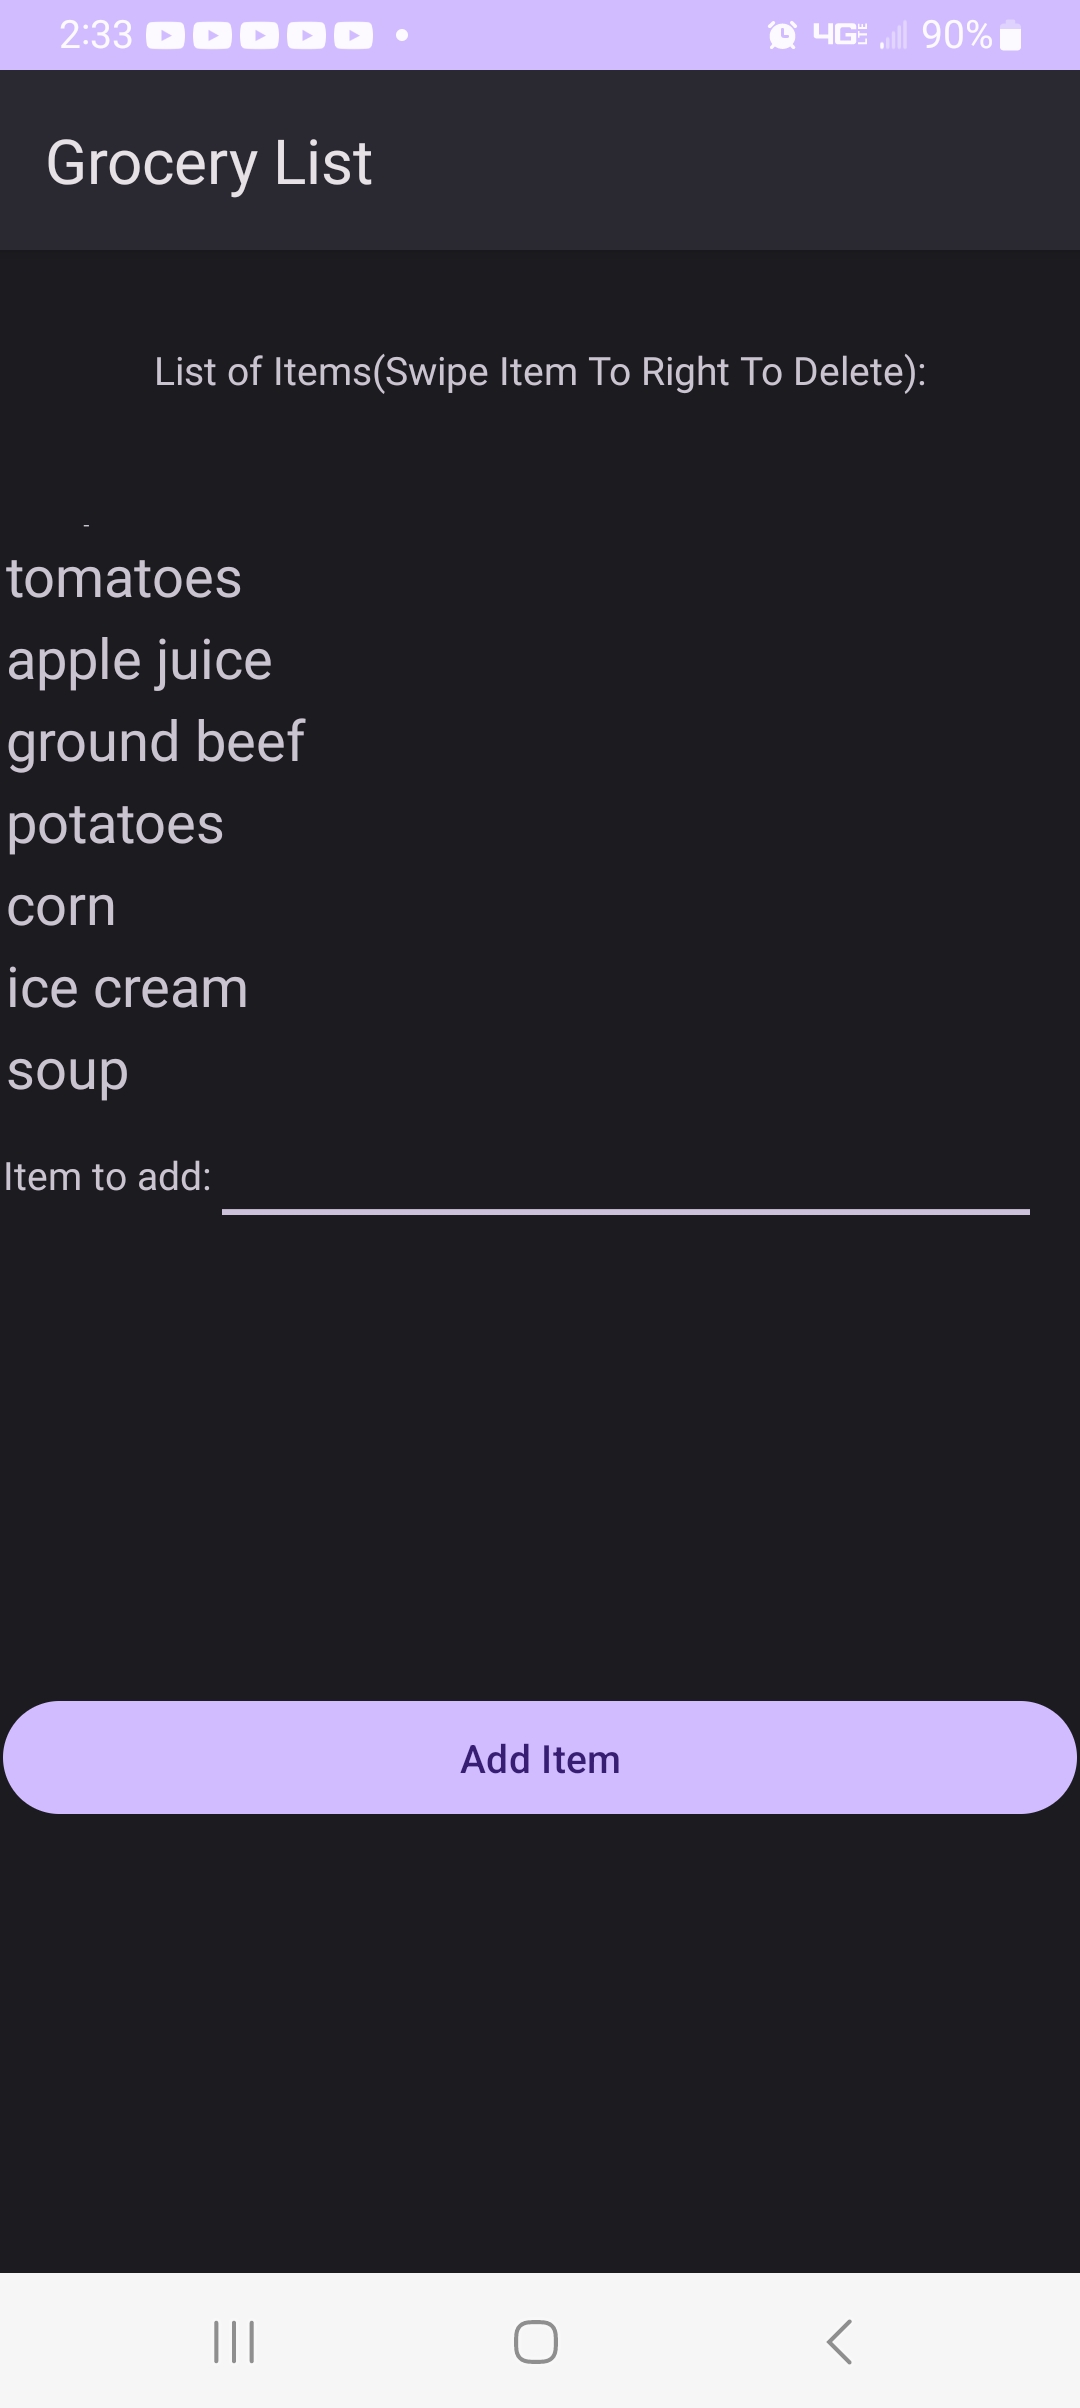 2:33 4G LTE 90%
Grocery List
List of Items(Swipe Item To Right To Delete):
-
tomatoes
apple juice
ground beef
potatoes
corn
ice cream
soup
Item to add:
Add Item